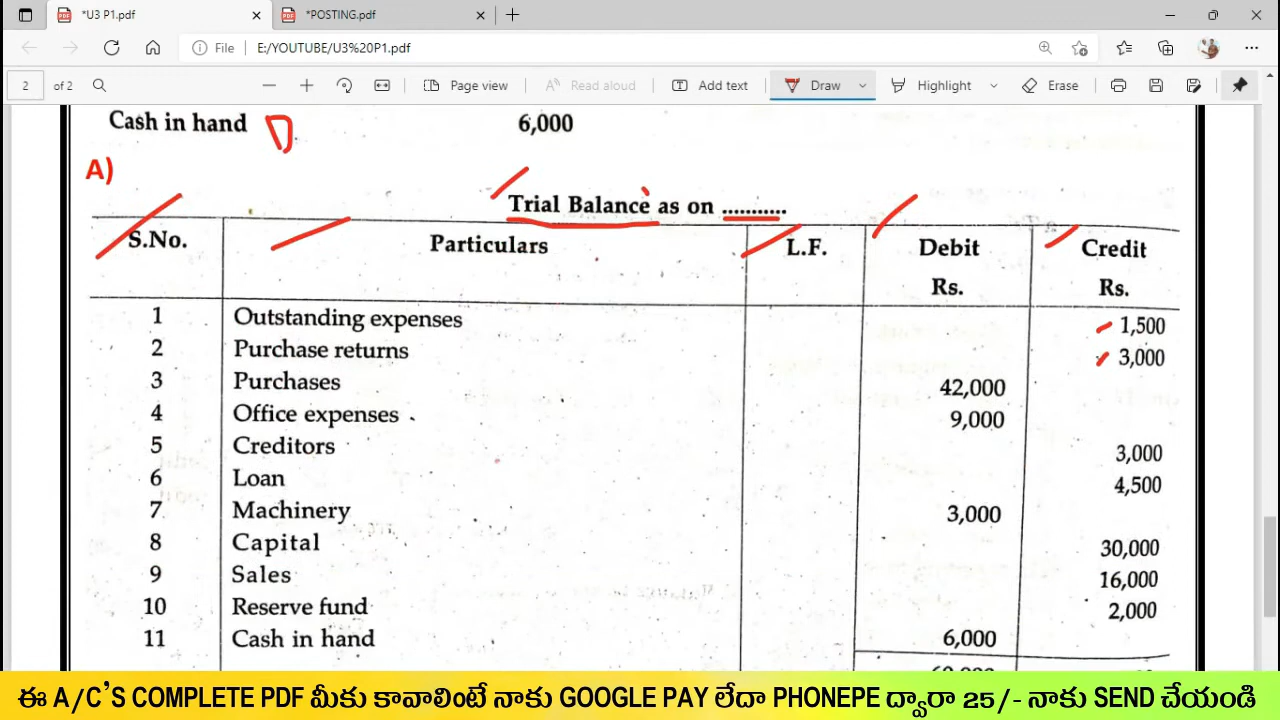 *U3 P1.pdf
*POSTING.pdf
File E:/YOUTUBE/U3%20P1.pdf
2 of 2 Page view Read aloud Add text Draw Highlight Erase
Cash in hand D 6,000
A)
Trial Balance as on ...........
S.No. Particulars L.F. Debit Rs. Credit Rs.
1 Outstanding expenses 1,500
2 Purchase returns 3,000
3 Purchases 42,000
4 Office expenses 9,000
5 Creditors 3,000
6 Loan 4,500
7 Machinery 3,000
8 Capital 30,000
9 Sales 16,000
10 Reserve fund 2,000
11 Cash in hand 6,000
ఈ A/C'S COMPLETE PDF మీకు కావాలింటే నాకు GOOGLE PAY లేదా PHONEPE ద్వారా 25/- నాకు SEND చేయండి